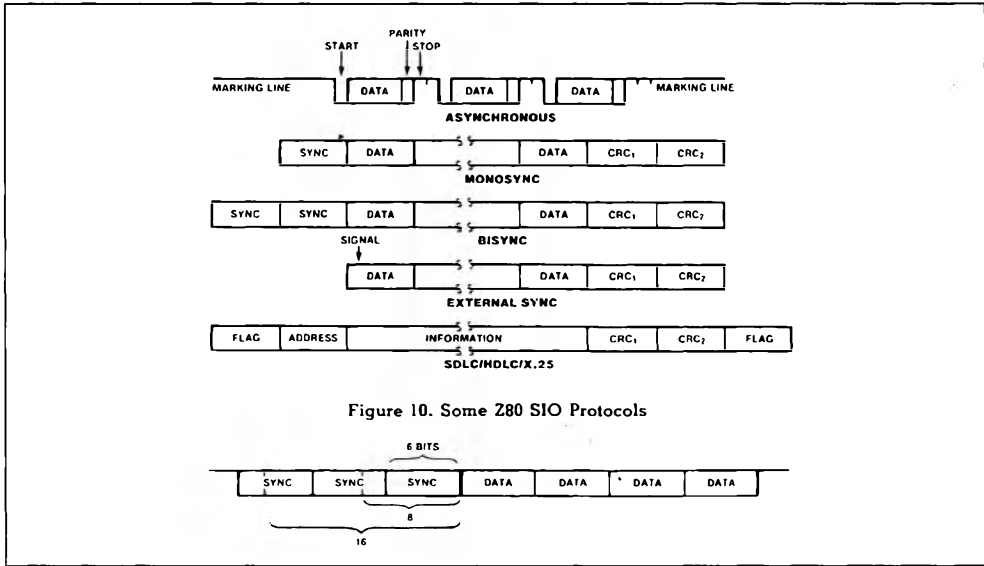 PARITY
START STOP
MARKING LINE DATA DATA DATA MARKING LINE
ASYNCHRONOUS
SYNC DATA DATA CRC₁ CRC₂
MONOSYNC
SYNC SYNC DATA DATA CRC₁ CRC₂
BISYNC
SIGNAL
DATA DATA CRC₁ CRC₂
EXTERNAL SYNC
FLAG ADDRESS INFORMATION CRC₁ CRC₂ FLAG
SDLC/HDLC/X.25
Figure 10. Some Z80 SIO Protocols
6 BITS
SYNC SYNC SYNC DATA DATA DATA DATA
8
16